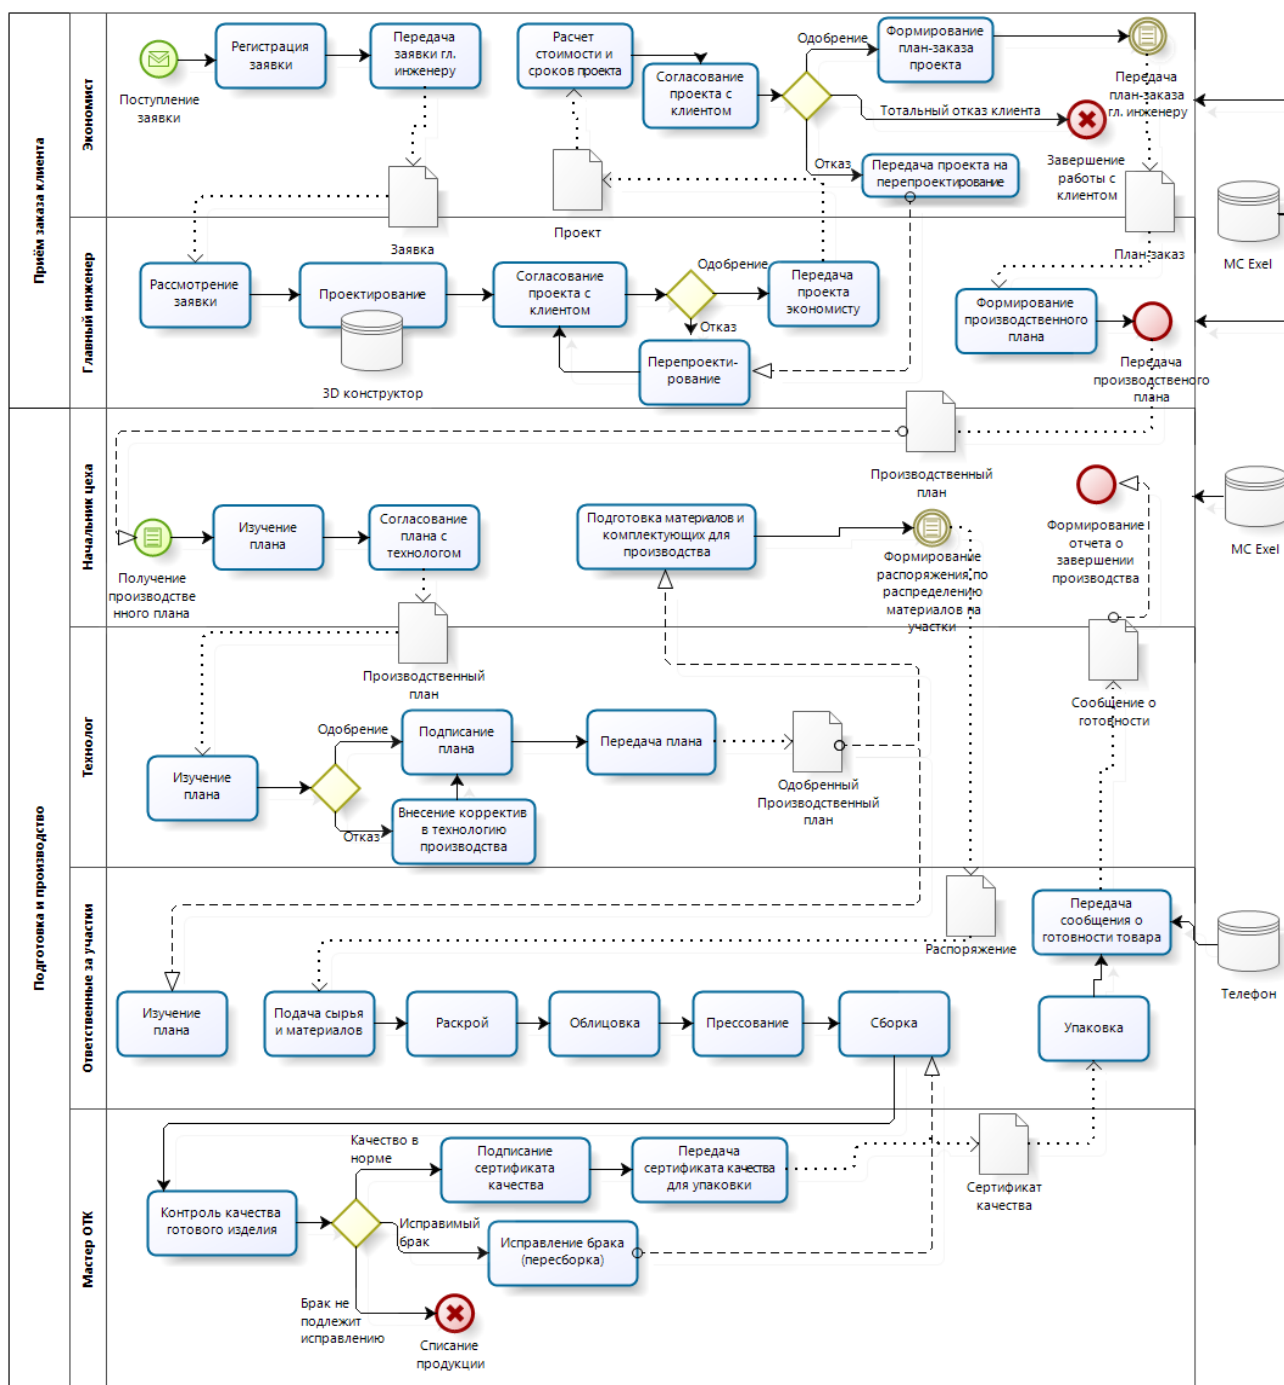 Приём заказа клиента
Экономист
Поступление
заявки
Регистрация
заявки
Передача
заявки гл.
инженеру
Расчет
стоимости и
сроков проекта
Согласование
проекта с
клиентом
Одобрение
Формирование
план-заказа
проекта
Передача
план-заказа
гл. инженеру
Тотальный отказ клиента
Завершение
работы с
клиентом
Отказ
Передача проекта на
перепроектирование
Заявка
Проект
План-заказ
МС Exel
Главный инженер
Рассмотрение
заявки
Проектирование
3D конструктор
Согласование
проекта с
клиентом
Одобрение
Отказ
Передача
проекта
экономисту
Перепроекти-
рование
Формирование
производственного
плана
Передача
производственого
плана
Подготовка и производство
Начальник цеха
Производственный
план
Получение
производстве
нного плана
Изучение
плана
Согласование
плана с
технологом
Подготовка материалов и
комплектующих для
производства
Формирование
распоряжения по
распределению
материалов на
участки
Формирование
отчета о
завершении
производства
МС Exel
Технолог
Производственный
план
Сообщение о
готовности
Изучение
плана
Одобрение
Отказ
Подписание
плана
Внесение корректив
в технологию
производства
Передача плана
Одобренный
Производственный
план
Ответственные за участки
Распоряжение
Передача
сообщения о
готовности товара
Телефон
Изучение
плана
Подача сырья
и материалов
Раскрой
Облицовка
Прессование
Сборка
Упаковка
Мастер ОТК
Контроль качества
готового изделия
Качество в
норме
Подписание
сертификата
качества
Передача
сертификата качества
для упаковки
Сертификат
качества
Исправимый
брак
Исправление брака
(пересборка)
Брак не
подлежит
исправлению
Списание
продукции